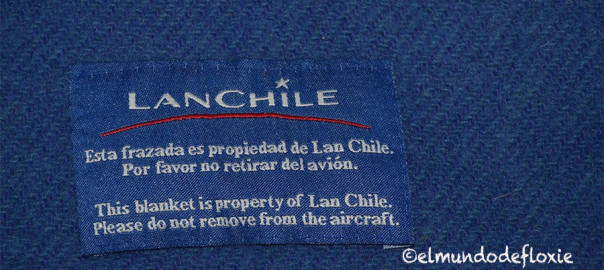 LANCHiLE
Esta frazada es propiedad de Lan Chile.
Por favor no retirar del avión.
This blanket is property of Lan Chile.
Please do not remove from the aircraft.
©elmundodefloxie